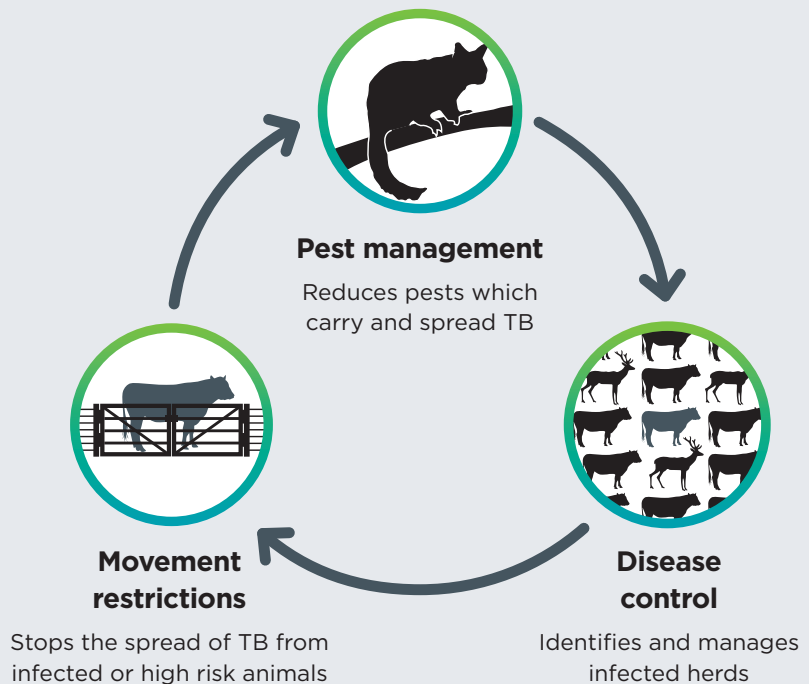 Pest management
Reduces pests which
carry and spread TB
Disease
control
Identifies and manages
infected herds
Movement
restrictions
Stops the spread of TB from
infected or high risk animals